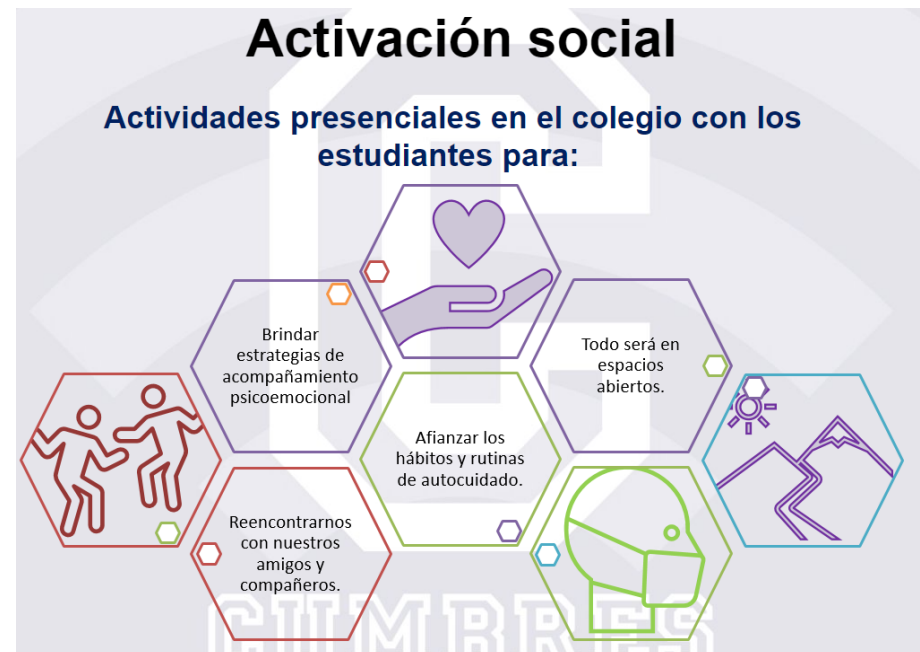 Activación social
Actividades presenciales en el colegio con los
estudiantes para:
Brindar
estrategias de
acompañamiento
psicoemocional
Todo será en
espacios
abiertos.
Afianzar los
hábitos y rutinas
de autocuidado.
Reencontrarnos
con nuestros
amigos y
compañeros.
CUMBRES